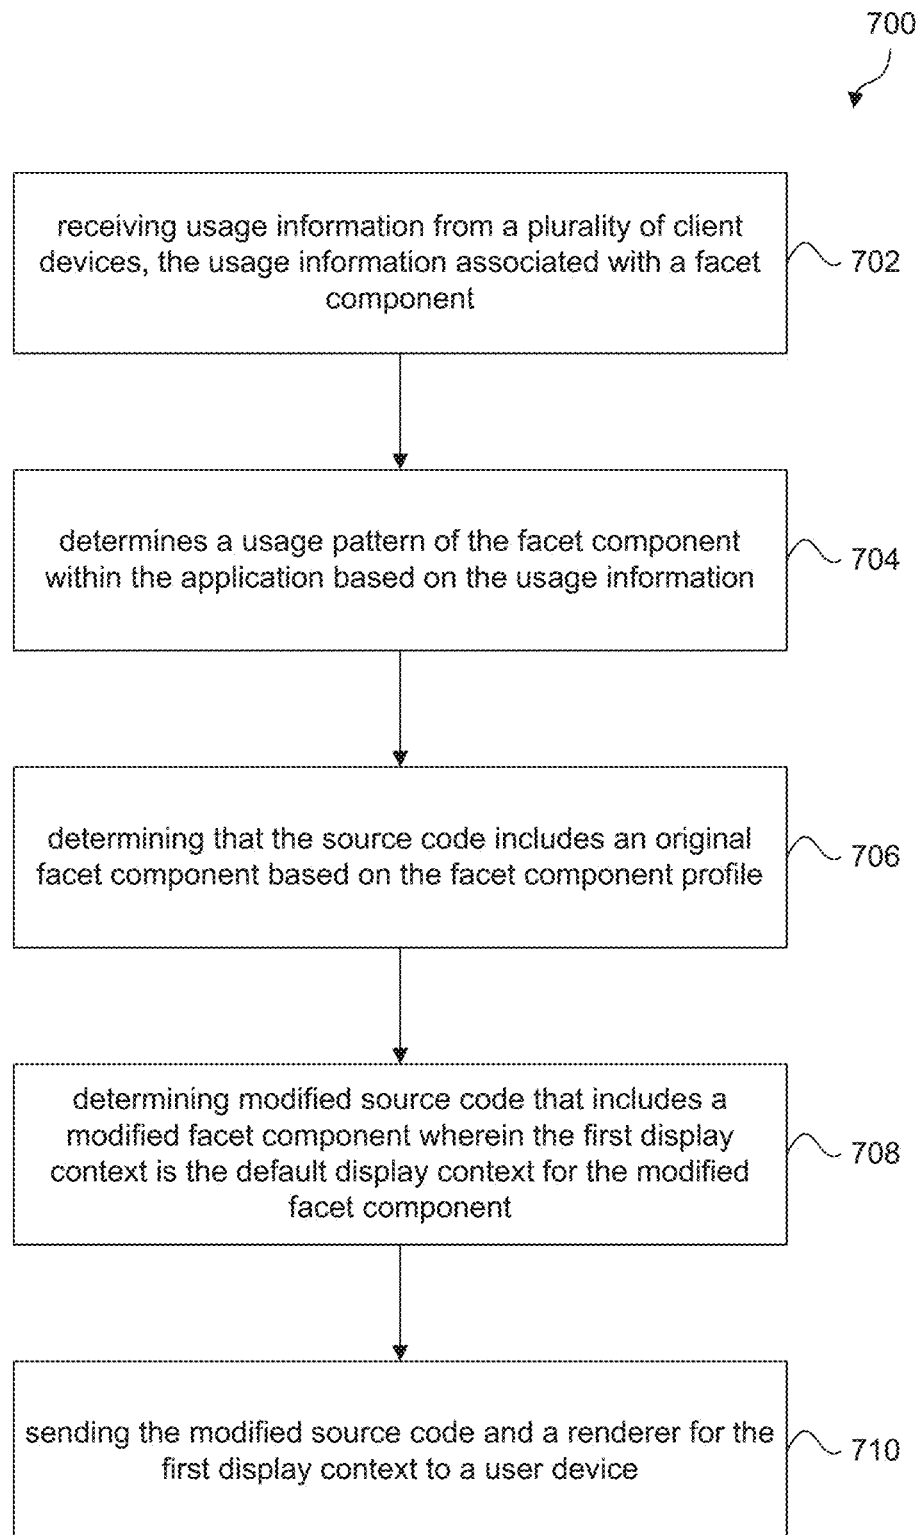 700
receiving usage information from a plurality of client
devices, the usage information associated with a facet
component
702
determines a usage pattern of the facet component
within the application based on the usage information
704
determining that the source code includes an original
facet component based on the facet component profile
706
determining modified source code that includes a
modified facet component wherein the first display
context is the default display context for the modified
facet component
708
sending the modified source code and a renderer for the
first display context to a user device
710